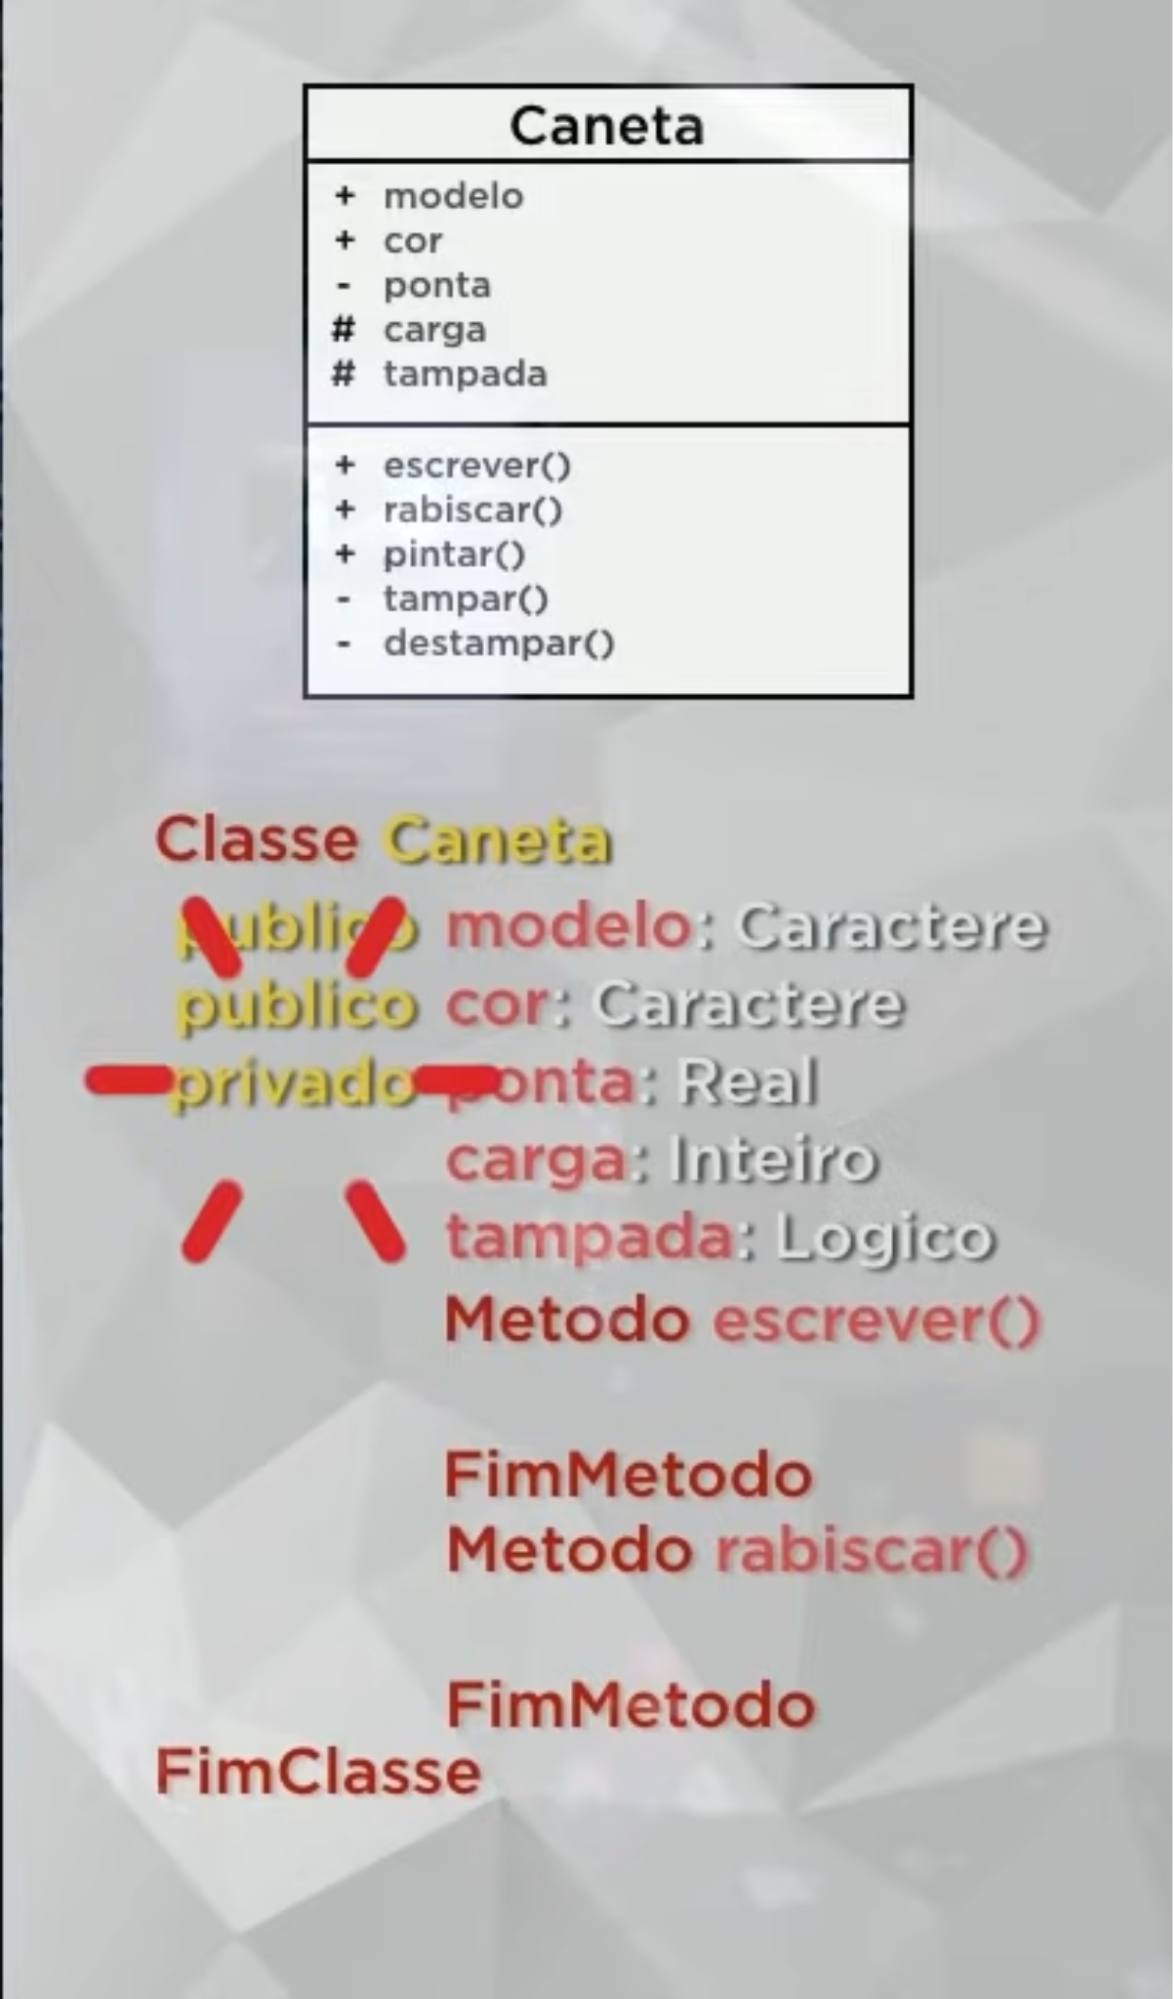 Caneta
+ modelo
+ cor
- ponta
# carga
# tampada
+ escrever()
+ rabiscar()
+ pintar()
- tampar()
- destampar()
Classe Caneta
publico modelo: Caractere
publico cor: Caractere
privado ponta: Real
carga: Inteiro
tampada: Logico
Metodo escrever()
FimMetodo
Metodo rabiscar()
FimMetodo
FimClasse